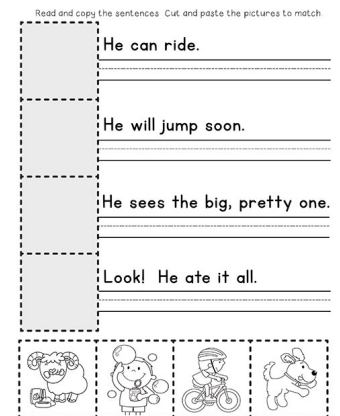 Read and copy the sentences. Cut and paste the pictures to match.
He can ride.
He will jump soon.
He sees the big, pretty one.
Look! He ate it all.